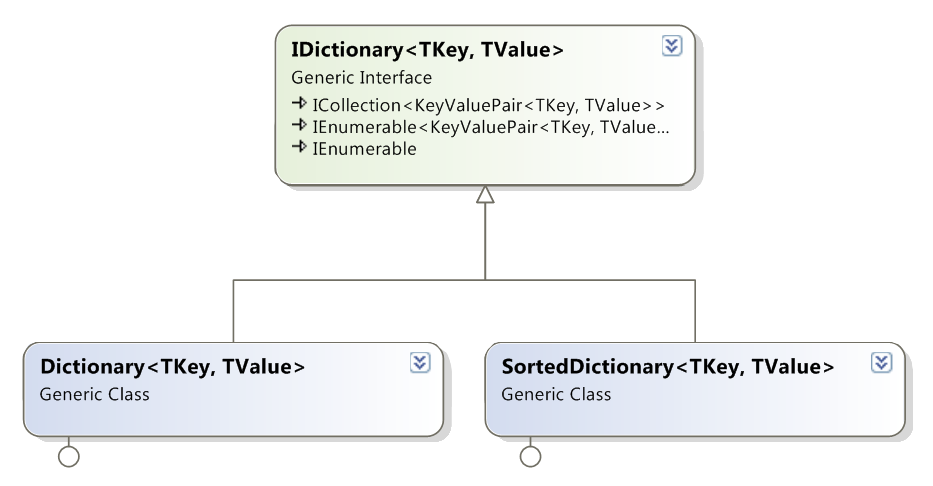 IDictionary<TKey, TValue>
Generic Interface
ICollection<KeyValuePair<TKey, TValue>>
IEnumerable<KeyValuePair<TKey, TValue...
IEnumerable
Dictionary<TKey, TValue>
Generic Class
SortedDictionary<TKey, TValue>
Generic Class